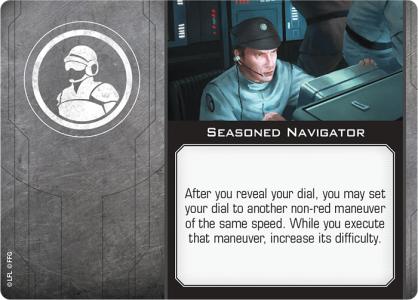 SEASONED NAVIGATOR
After you reveal your dial, you may set
your dial to another non-red maneuver
of the same speed. While you execute
that maneuver, increase its difficulty.
© LFL © FFG